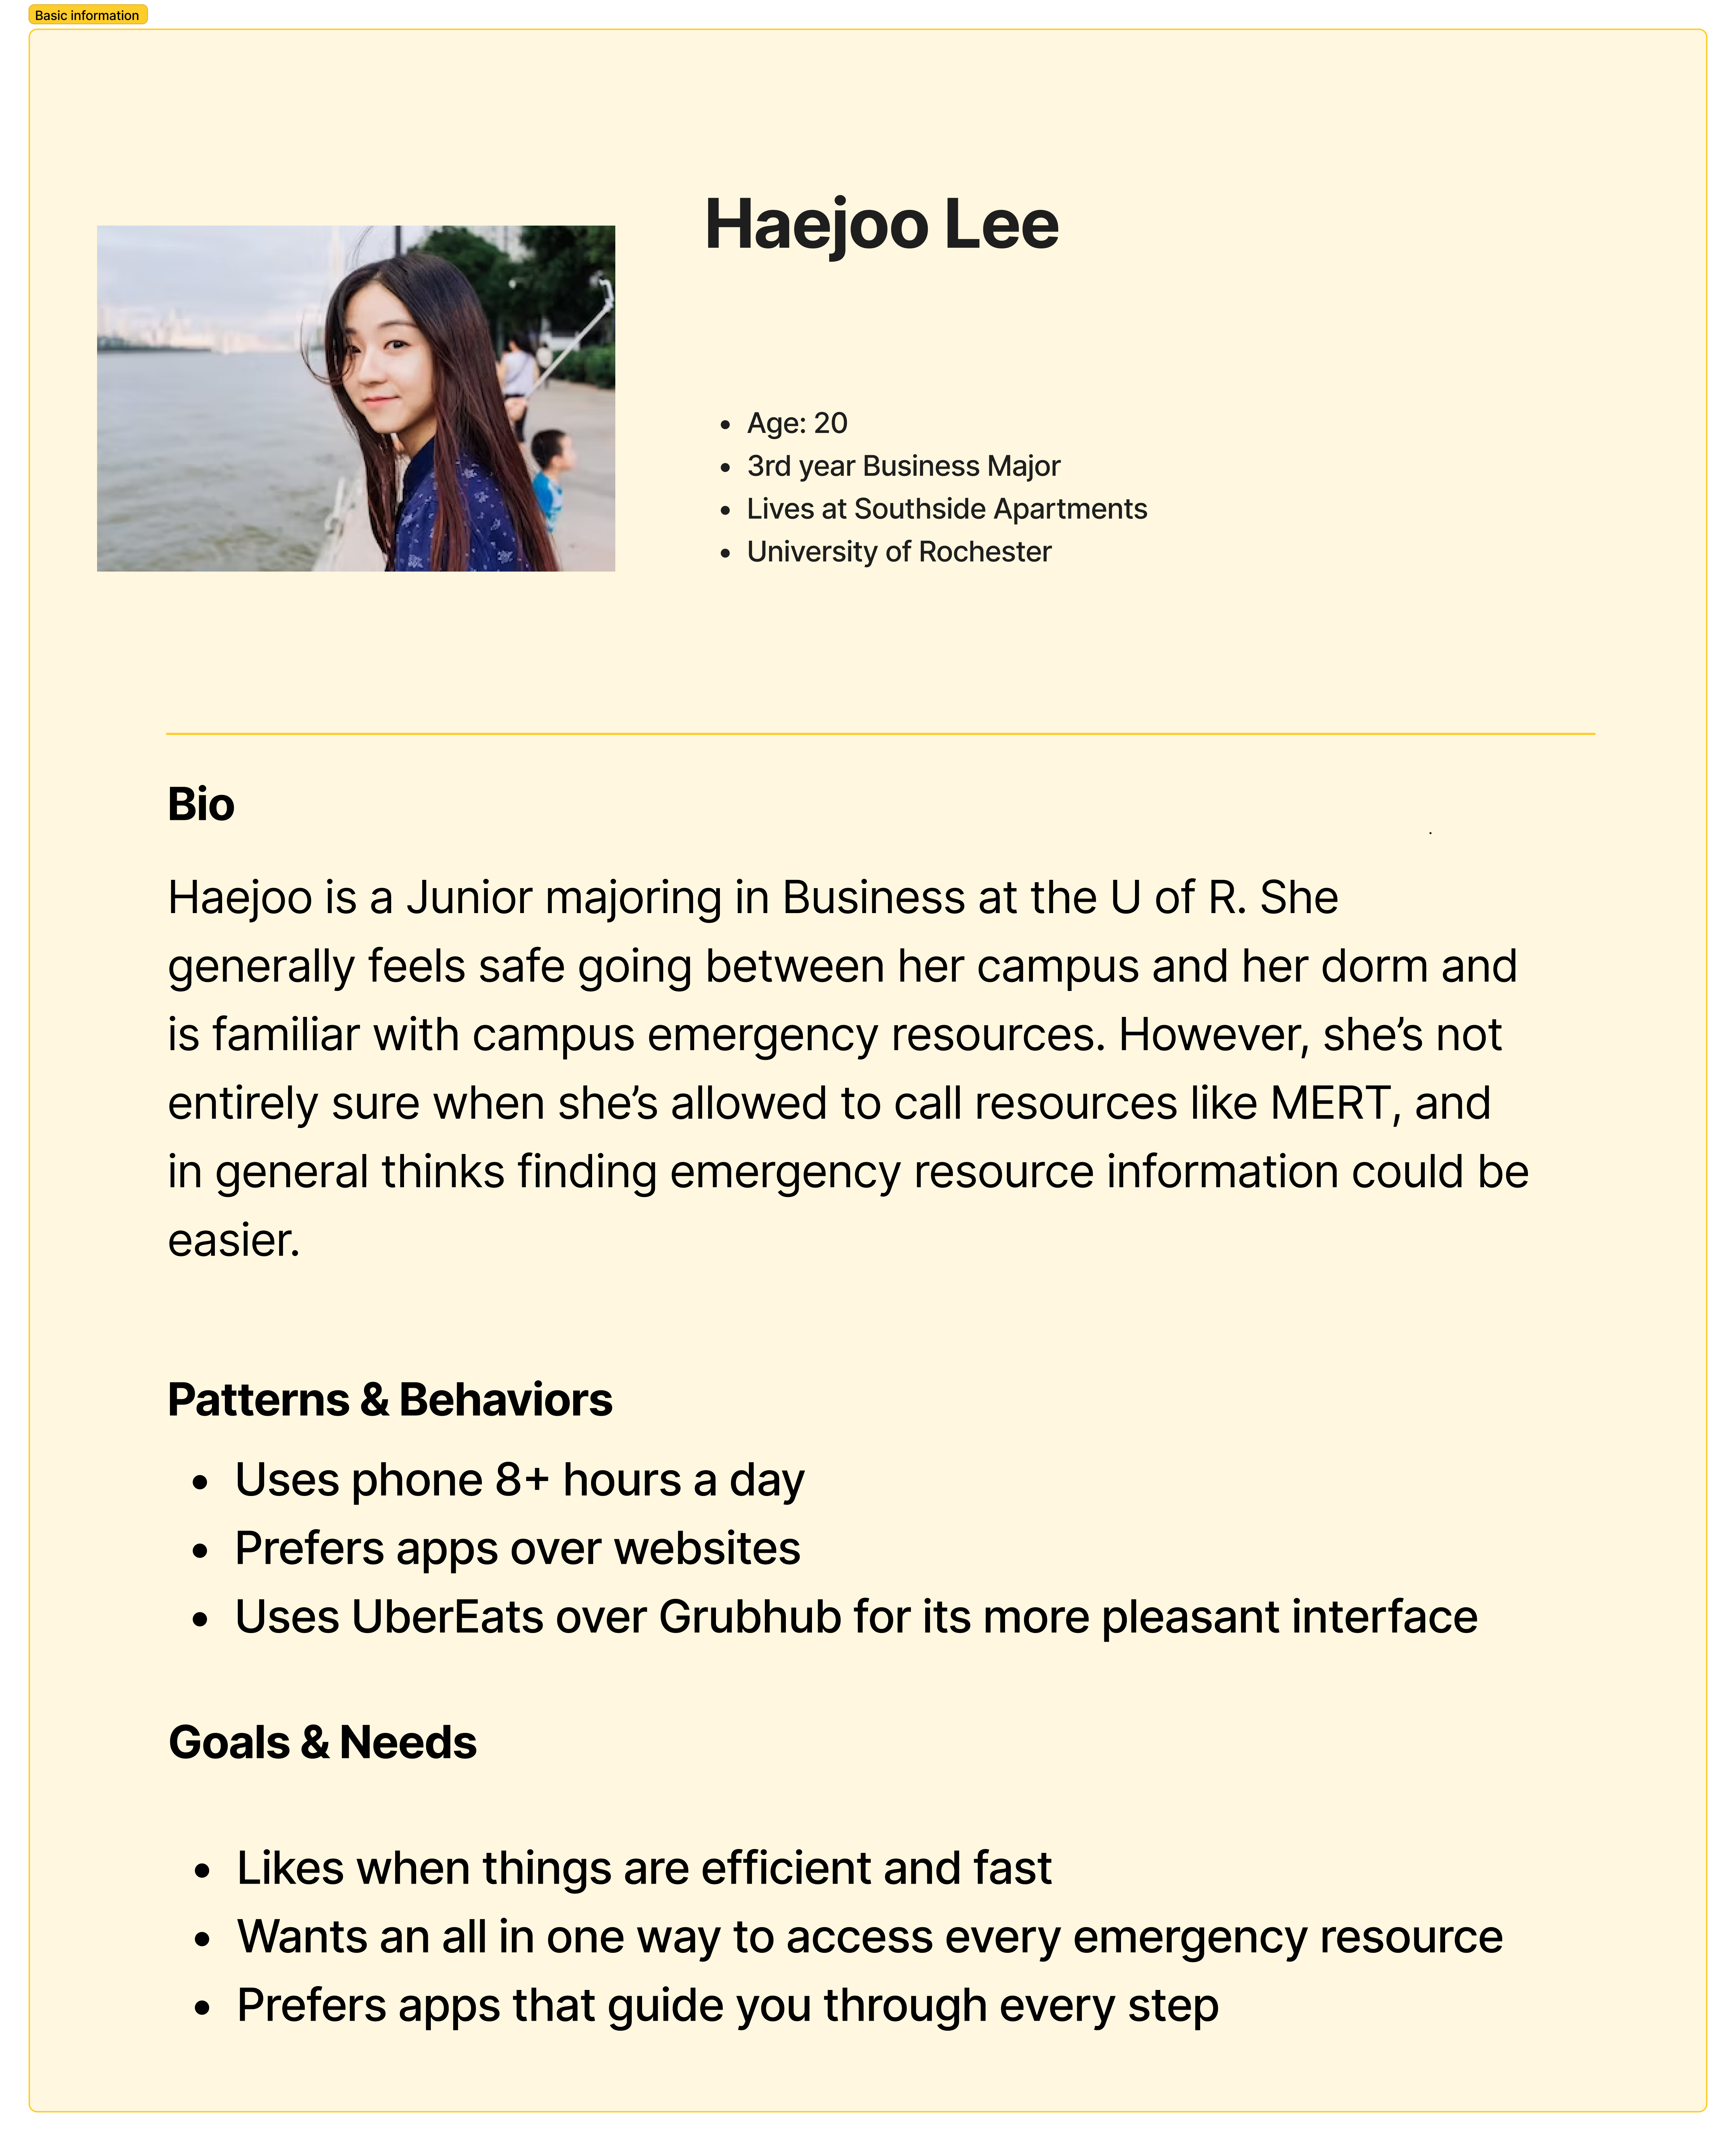 Basic information
Haejoo Lee
• Age: 20
• 3rd year Business Major
• Lives at Southside Apartments
• University of Rochester
Bio
Haejoo is a Junior majoring in Business at the U of R. She
generally feels safe going between her campus and her dorm and
is familiar with campus emergency resources. However, she’s not
entirely sure when she’s allowed to call resources like MERT, and
in general thinks finding emergency resource information could be
easier.
Patterns & Behaviors
• Uses phone 8+ hours a day
• Prefers apps over websites
• Uses UberEats over Grubhub for its more pleasant interface
Goals & Needs
• Likes when things are efficient and fast
• Wants an all in one way to access every emergency resource
• Prefers apps that guide you through every step